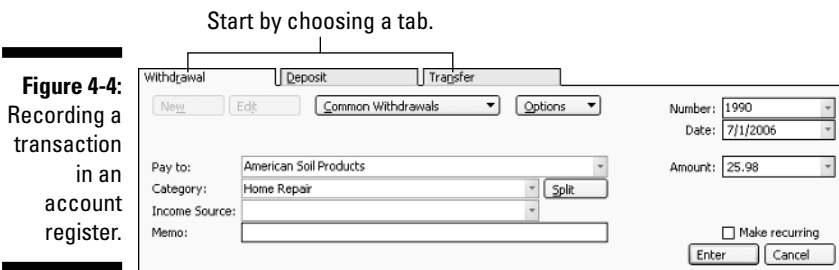 Start by choosing a tab.
Figure 4-4:
Recording a
transaction
in an
account
register.
Withdrawal Deposit Transfer
New Edit Common Withdrawals Options
Number: 1990
Date: 7/1/2006
Pay to: American Soil Products
Amount: 25.98
Category: Home Repair Split
Income Source:
Memo:
Make recurring
Enter Cancel